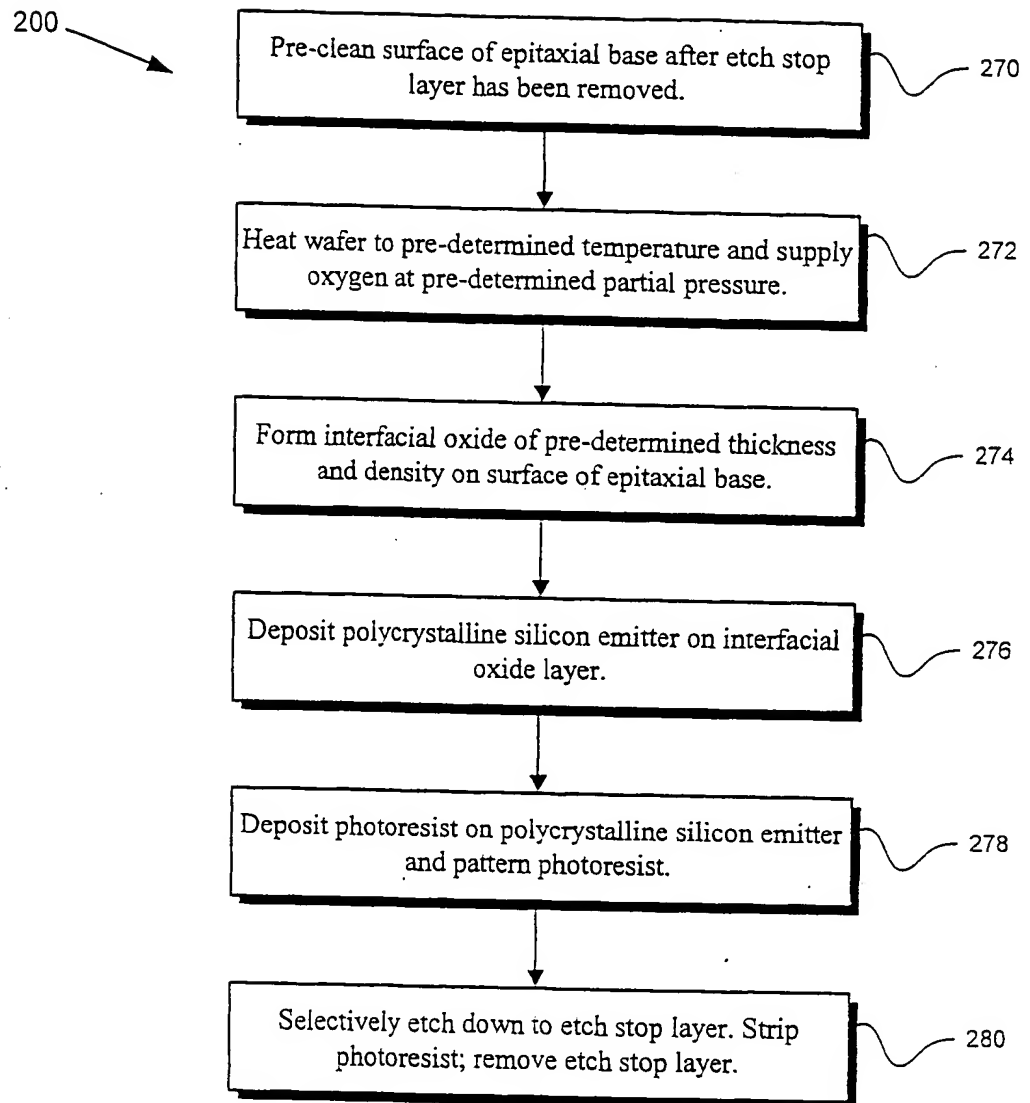 200
Pre-clean surface of epitaxial base after etch stop
layer has been removed.
270
Heat wafer to pre-determined temperature and supply
oxygen at pre-determined partial pressure.
272
Form interfacial oxide of pre-determined thickness
and density on surface of epitaxial base.
274
Deposit polycrystalline silicon emitter on interfacial
oxide layer.
276
Deposit photoresist on polycrystalline silicon emitter
and pattern photoresist.
278
Selectively etch down to etch stop layer. Strip
photoresist; remove etch stop layer.
280